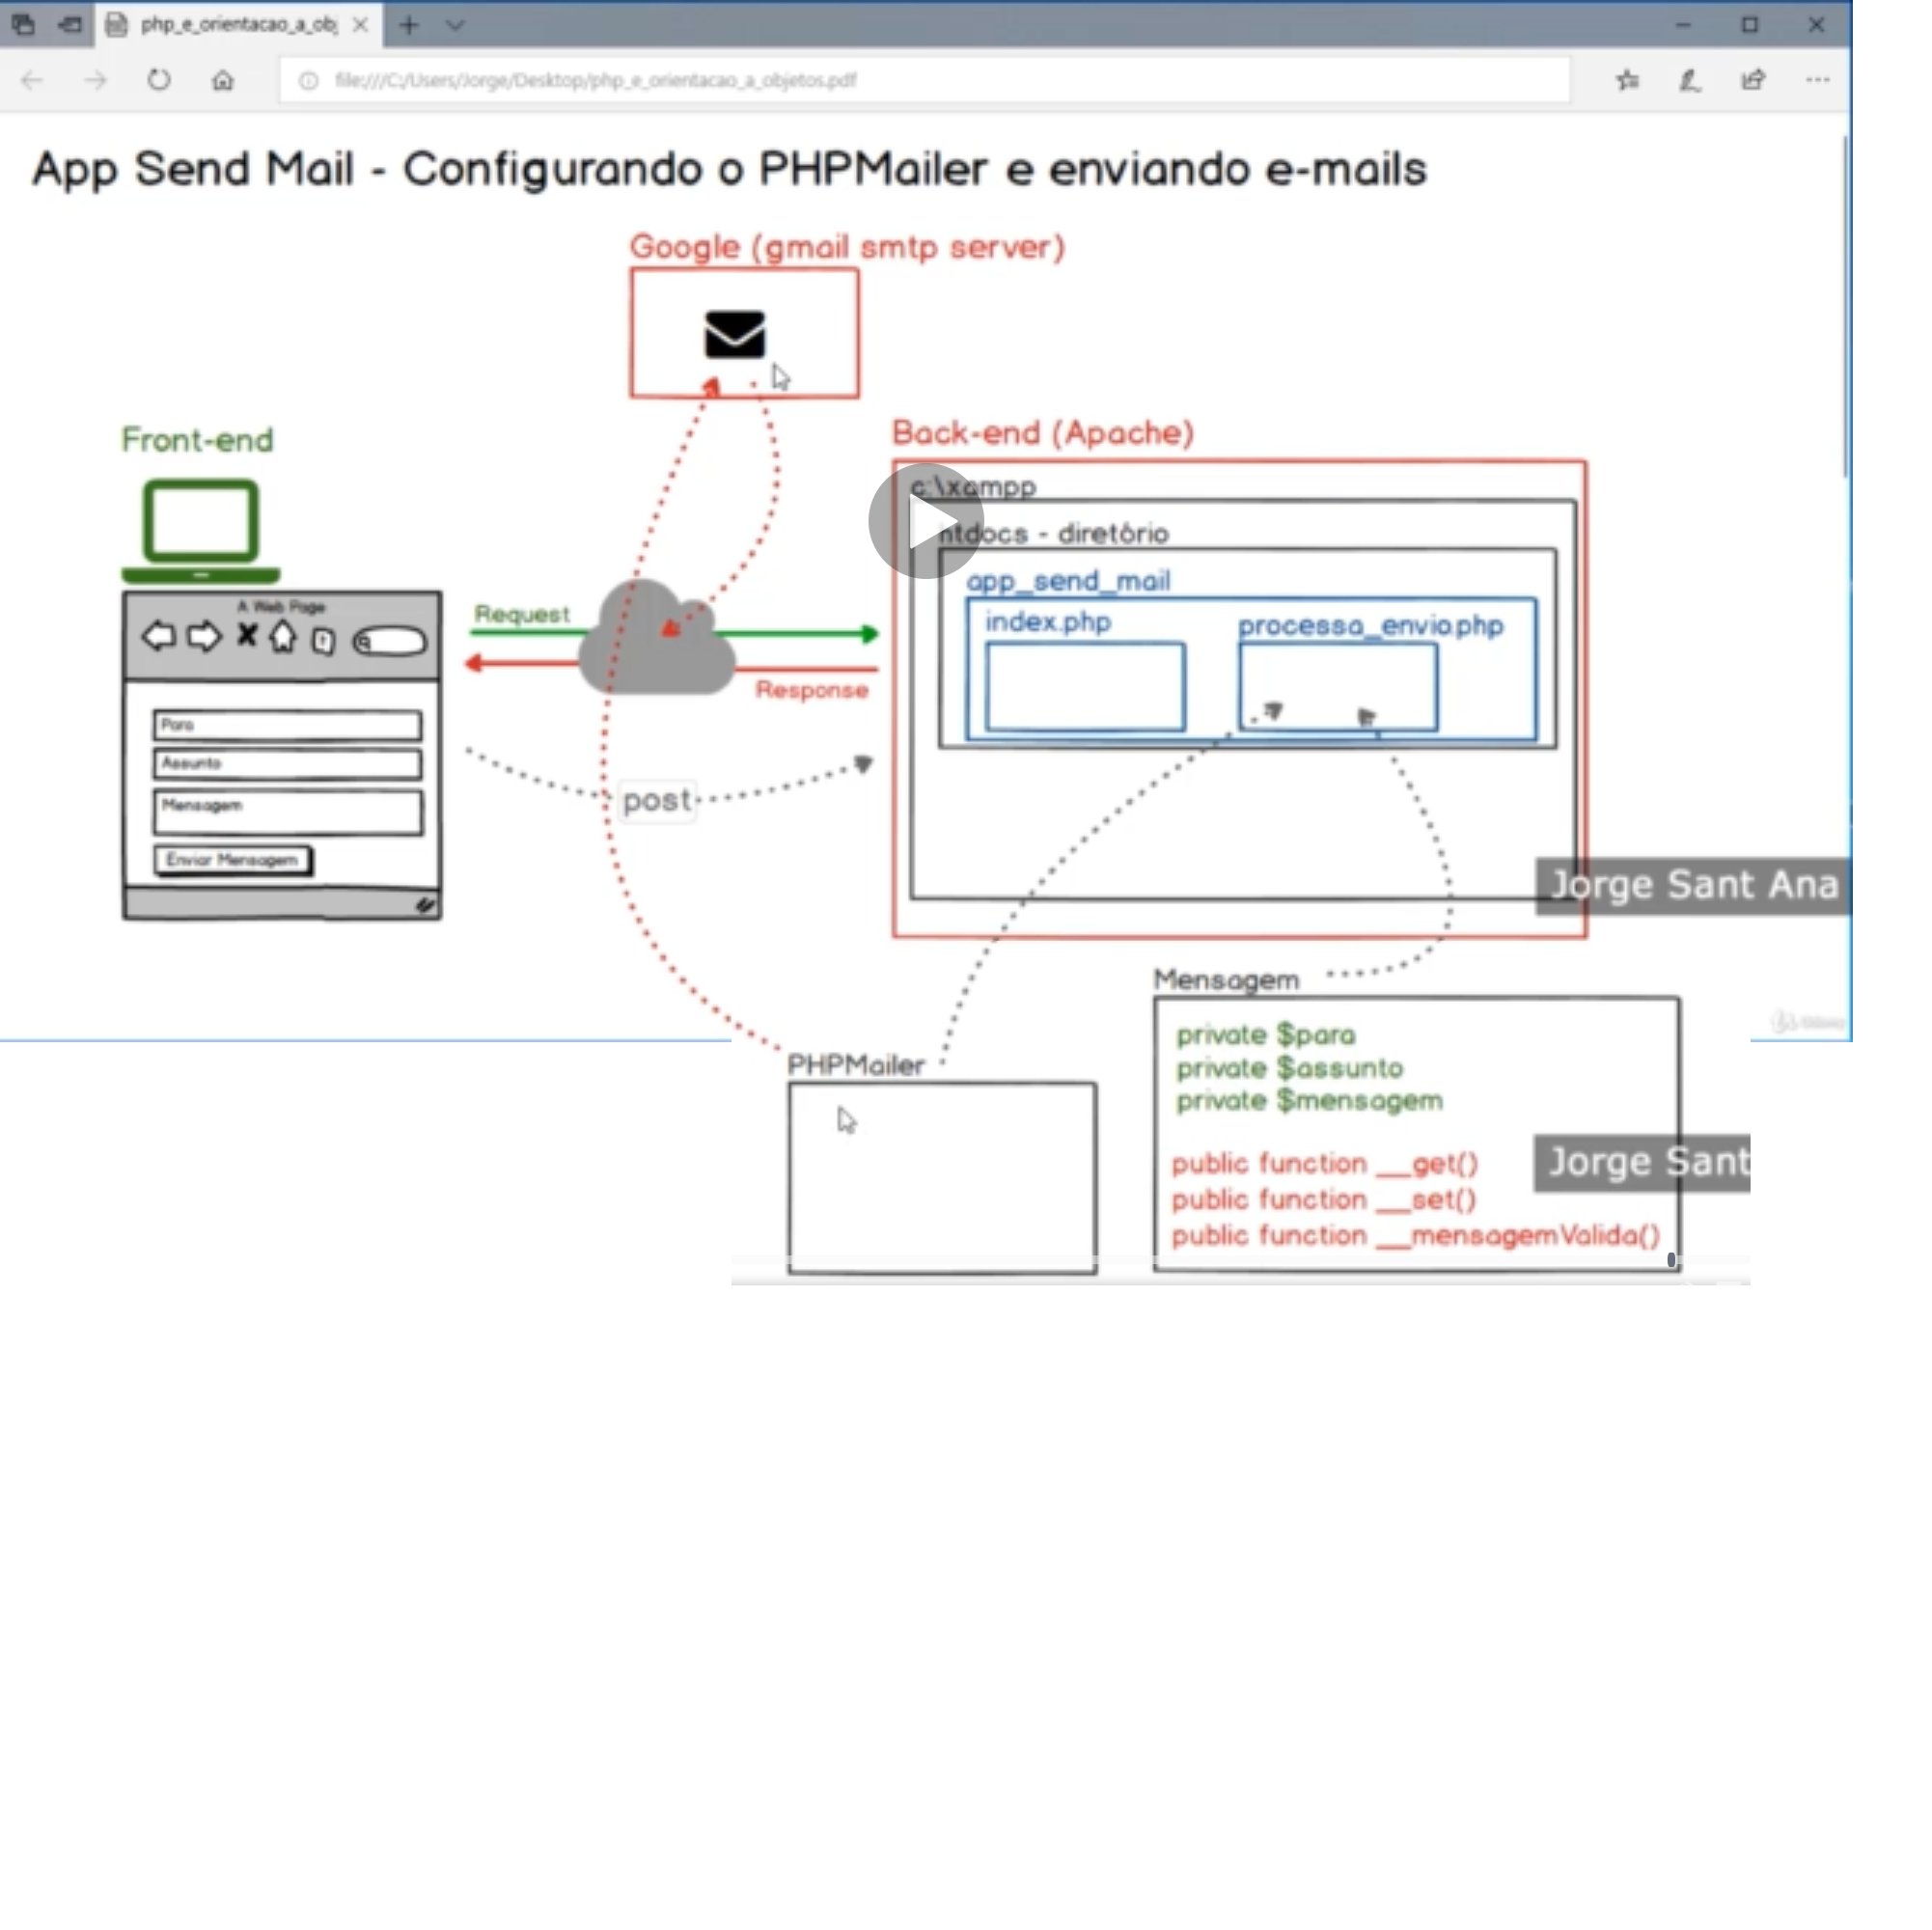 php_e_orientacao_a_obj
file:///C:/Users/Jorge/Desktop/php_e_orientacao_a_objetos.pdf
App Send Mail - Configurando o PHPMailer e enviando e-mails
Google (gmail smtp server)
Front-end
Back-end (Apache)
c:\xampp
htdocs - diretório
app_send_mail
index.php
processa_envio.php
A Web Page
Request
Response
Para
Assunto
Mensagem
Enviar Mensagem
post
Jorge Sant Ana
Mensagem
private $para
private $assunto
private $mensagem
public function __get()
public function __set()
public function __mensagemValida()
PHPMailer
Jorge Sant
Udemy